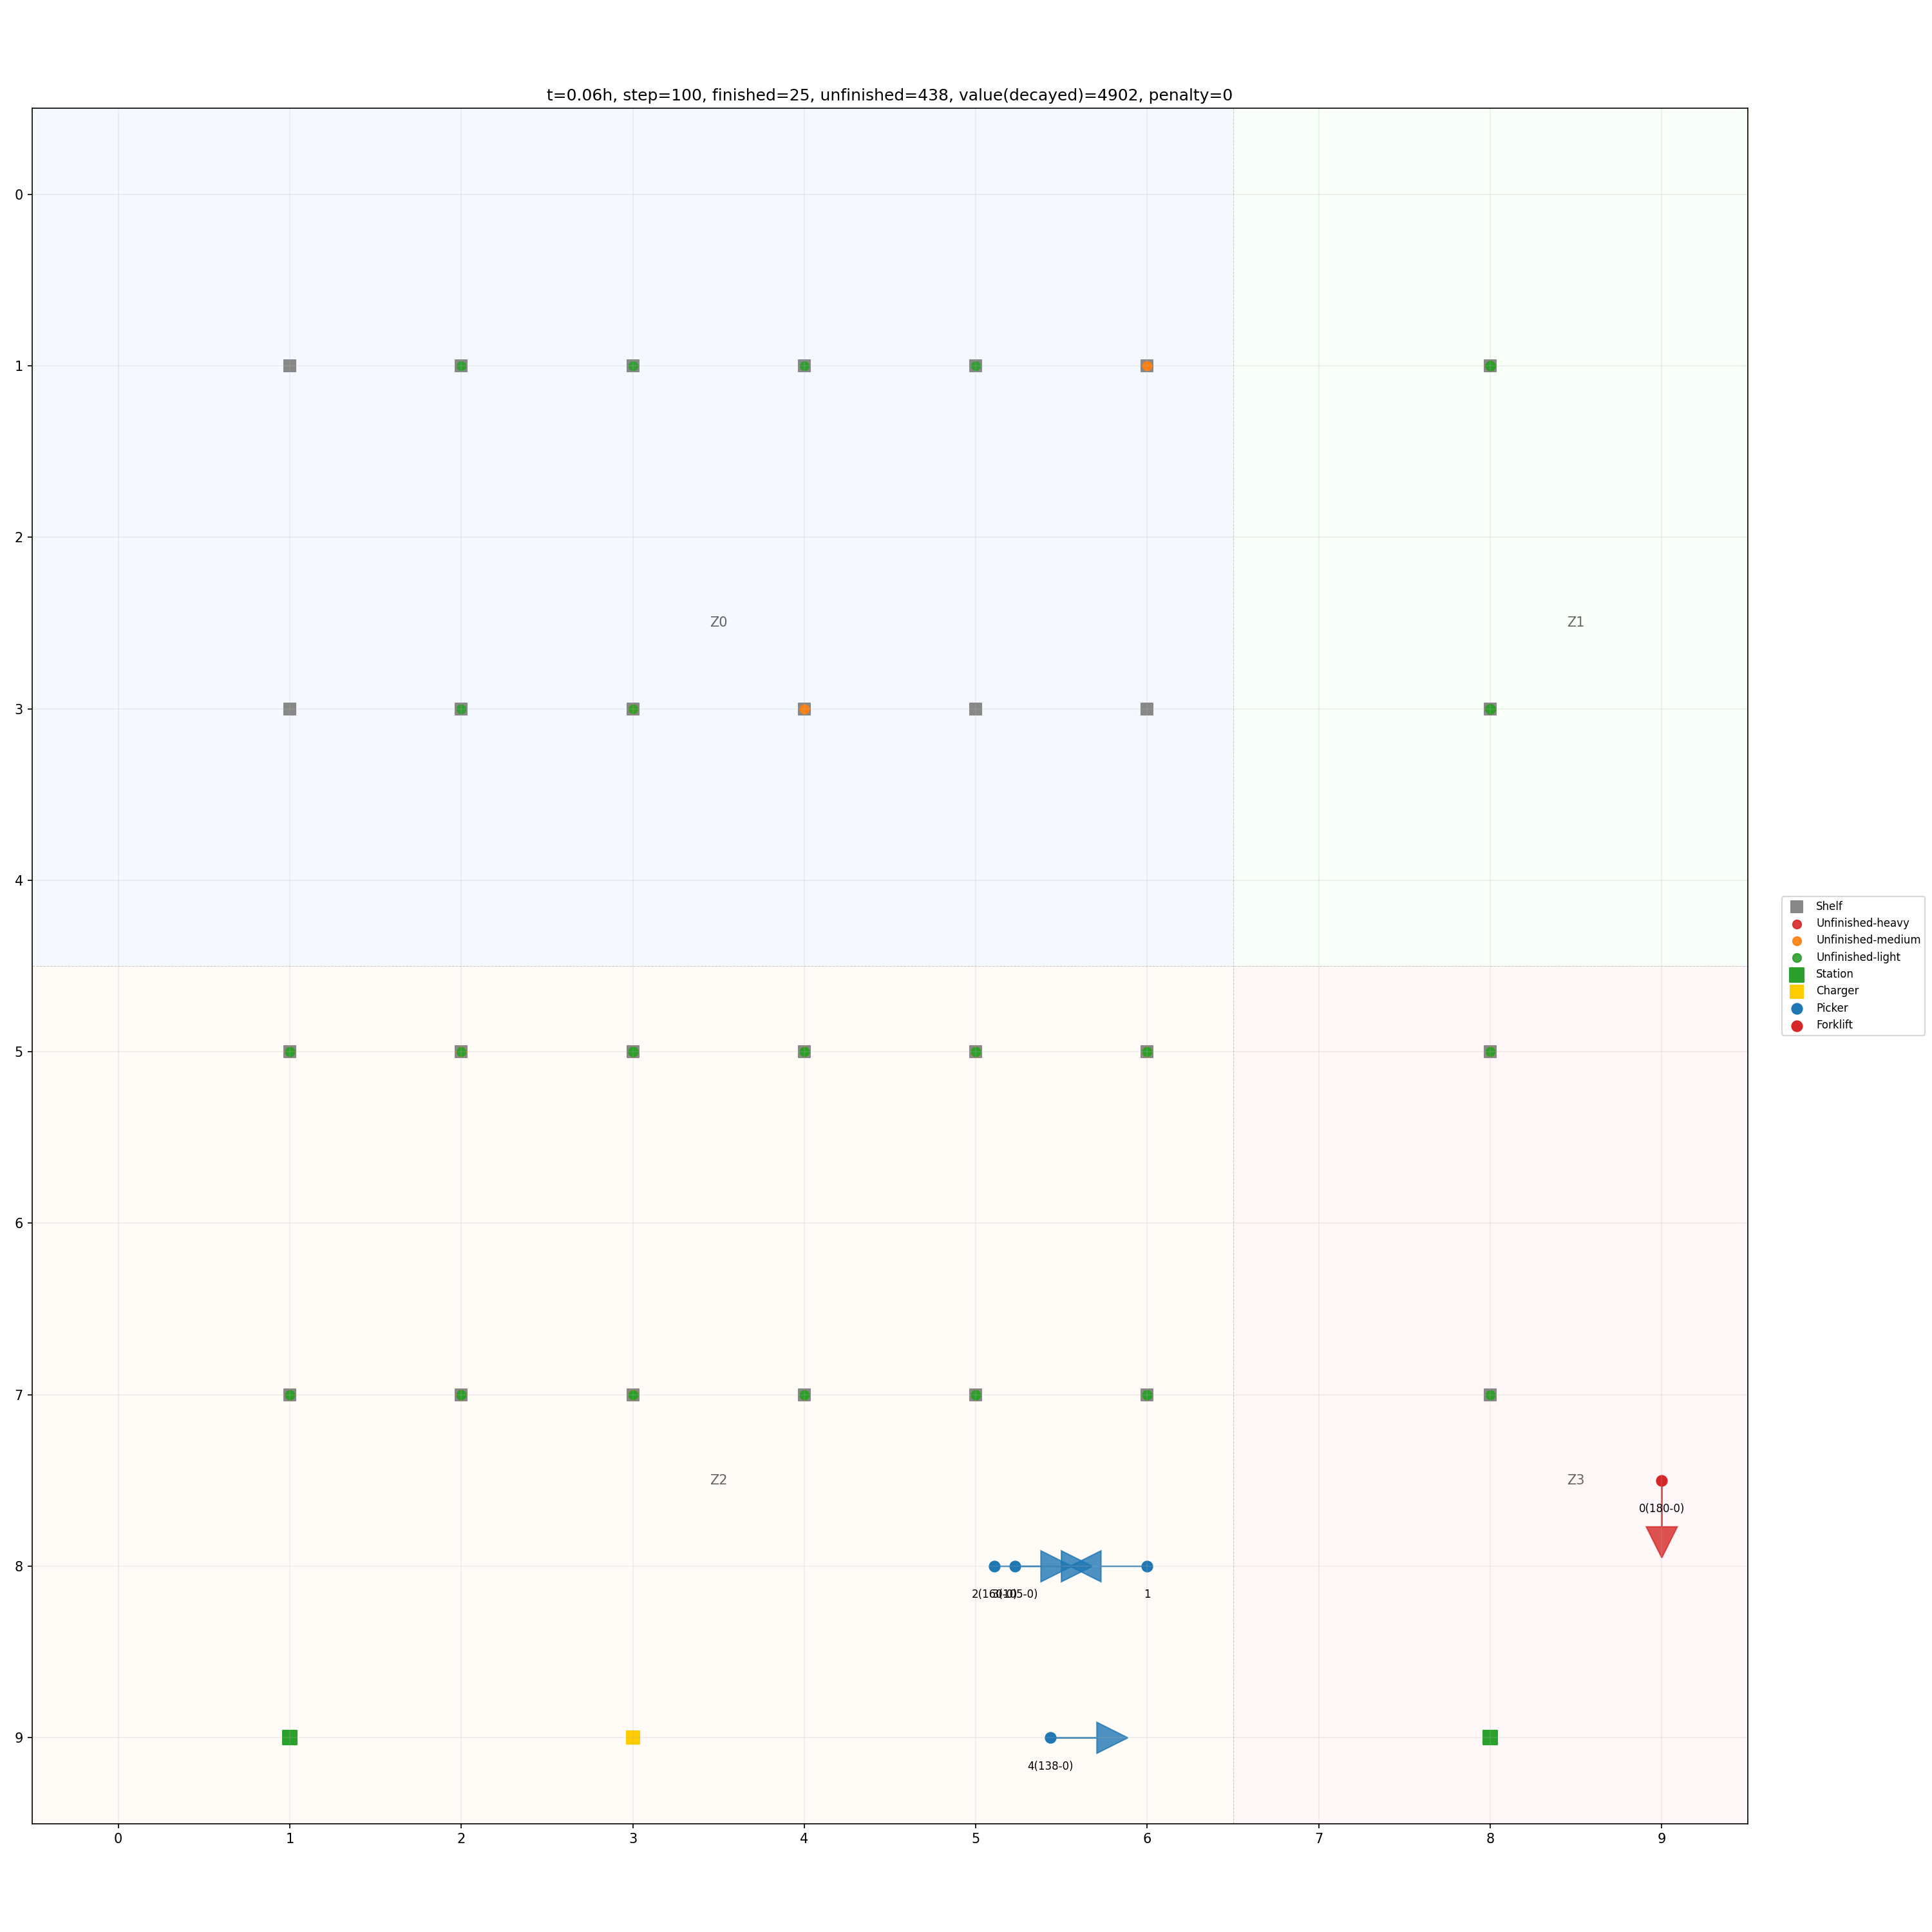 t=0.06h, step=100, finished=25, unfinished=438, value(decayed)=4902, penalty=0
0
1
2
Z0
Z1
3
4
Shelf
Unfinished-heavy
Unfinished-medium
Unfinished-light
Station
Charger
Picker
Forklift
5
6
7
Z2
Z3
0(180-0)
8
1
9
4(138-0)
0 1 2 3 4 5 6 7 8 9